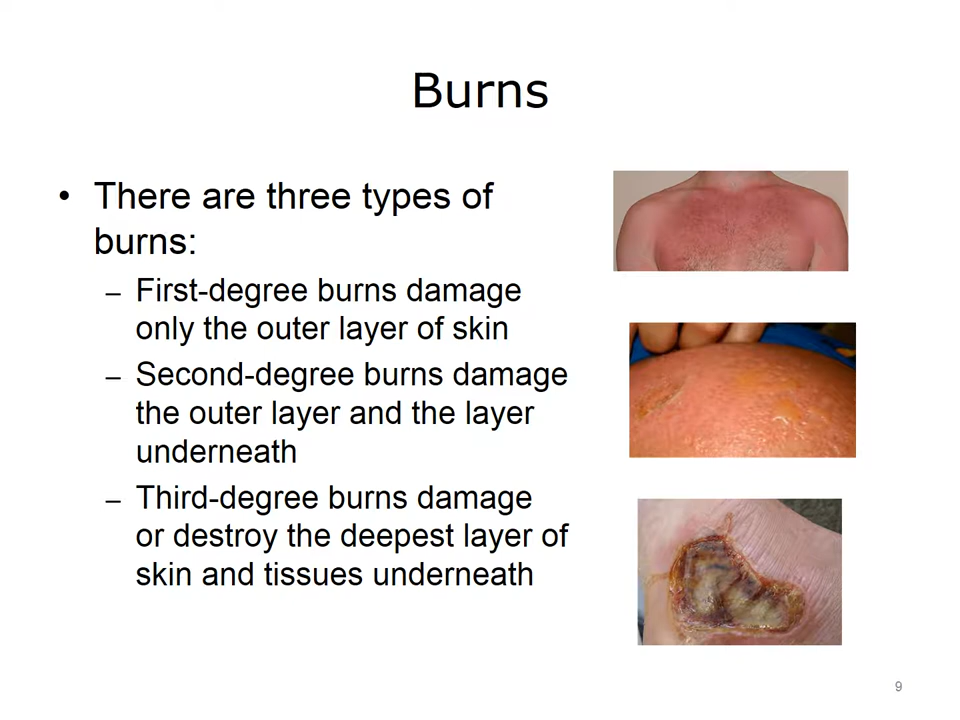 Burns
• There are three types of
burns:
– First-degree burns damage
only the outer layer of skin
– Second-degree burns damage
the outer layer and the layer
underneath
– Third-degree burns damage
or destroy the deepest layer of
skin and tissues underneath
9